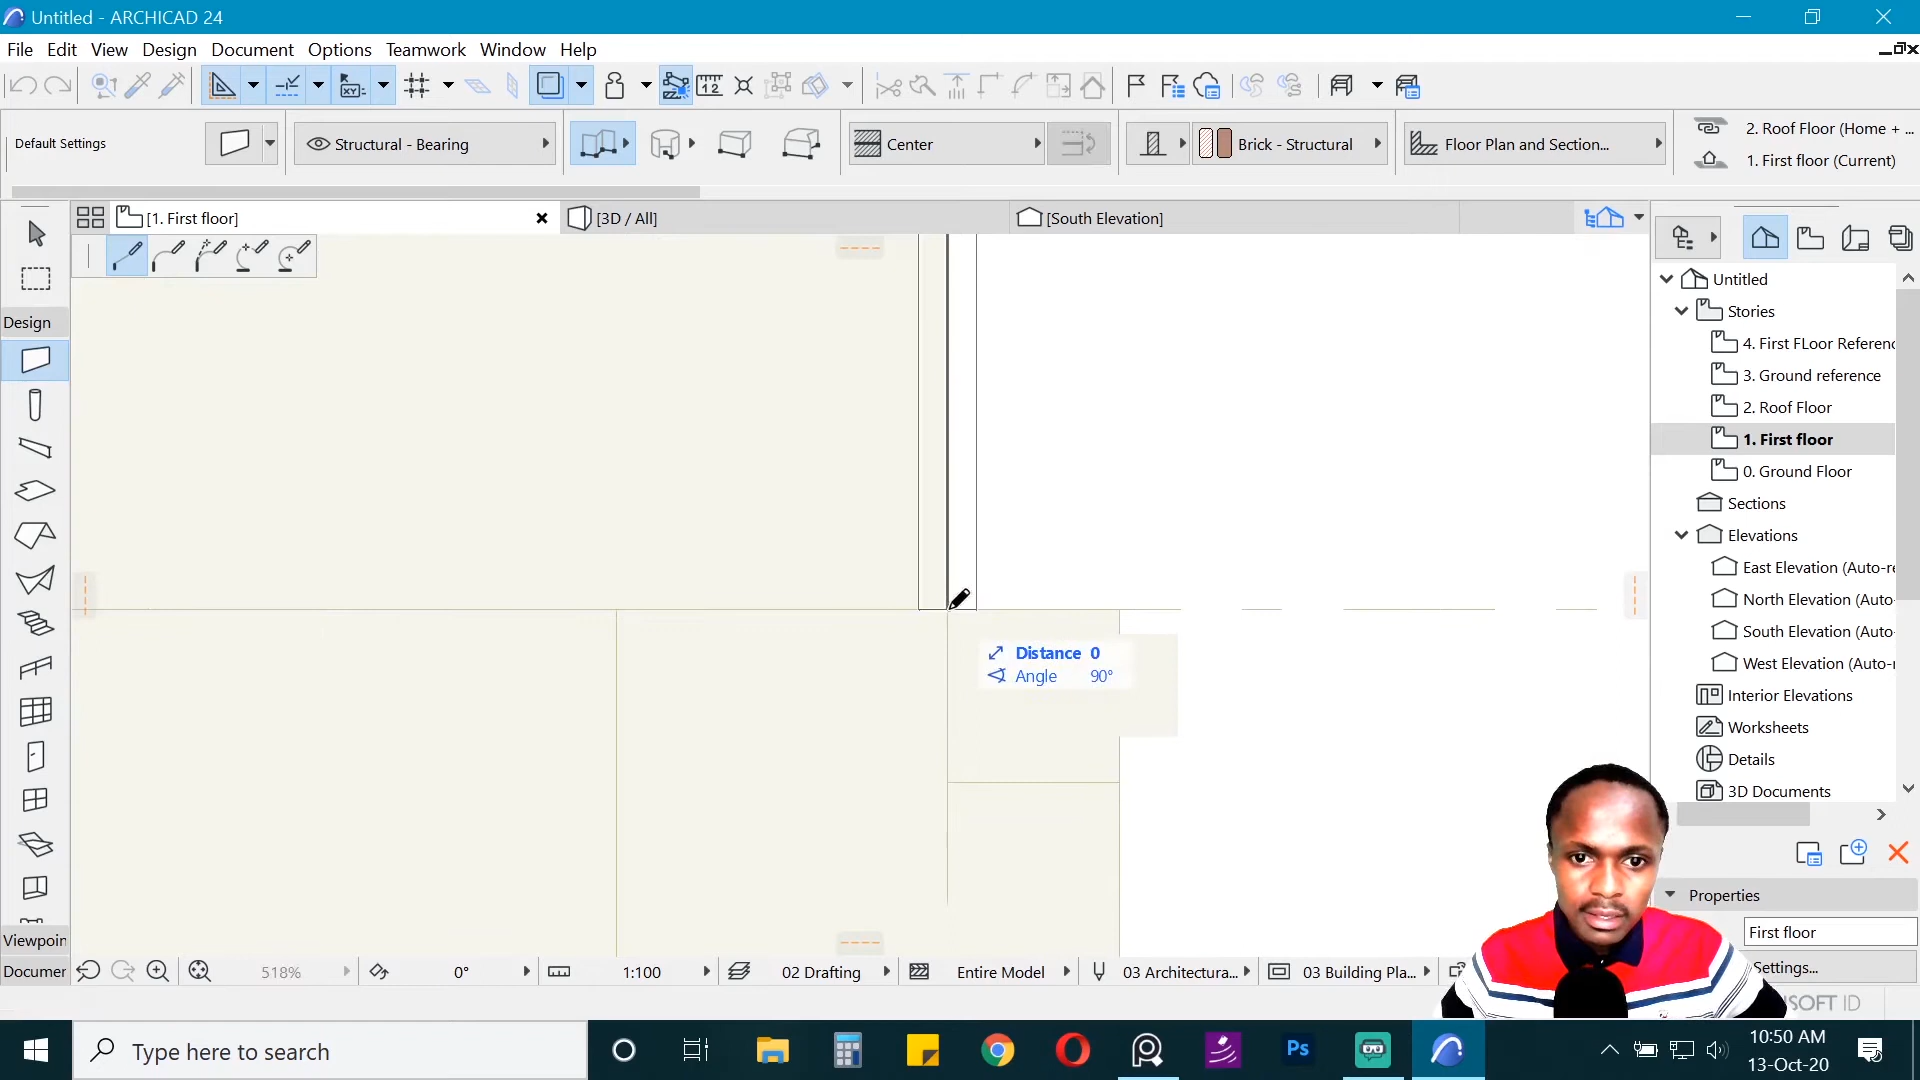 Untitled - ARCHICAD 24
File Edit View Design Document Options Teamwork Window Help
Default Settings
Structural - Bearing
Center
Brick - Structural
Floor Plan and Section...
2. Roof Floor (Home + ...
1. First floor (Current)
[1. First floor]
[3D / All]
[South Elevation]
Design
Untitled
Stories
4. First FLoor Referenc
3. Ground reference
2. Roof Floor
1. First floor
0. Ground Floor
Sections
Elevations
East Elevation (Auto-re
North Elevation (Auto-
South Elevation (Auto-
West Elevation (Auto-r
Interior Elevations
Worksheets
Details
3D Documents
Distance 0
Angle 90°
Properties
First floor
Settings...
Viewpoin
Documer
518%
0°
1:100
02 Drafting
Entire Model
03 Architectura...
03 Building Pla...
SOFT ID
Type here to search
Ps
10:50 AM
13-Oct-20